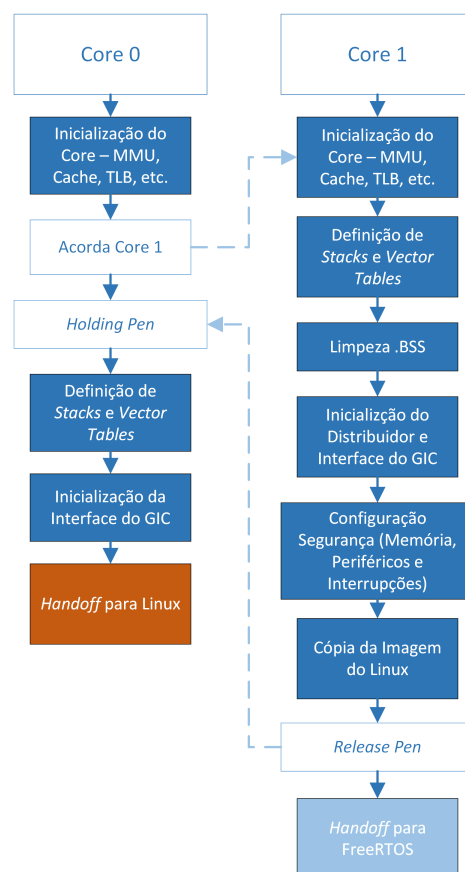 Core 0
Inicialização do
Core – MMU,
Cache, TLB, etc.
Acorda Core 1
Holding Pen
Definição de
Stacks e Vector
Tables
Inicialização da
Interface do GIC
Handoff para Linux
Core 1
Inicialização do
Core – MMU,
Cache, TLB, etc.
Definição de
Stacks e Vector
Tables
Limpeza .BSS
Inicializção do
Distribuidor e
Interface do GIC
Configuração
Segurança (Memória,
Periféricos e
Interrupções)
Cópia da Imagem
do Linux
Release Pen
Handoff para
FreeRTOS